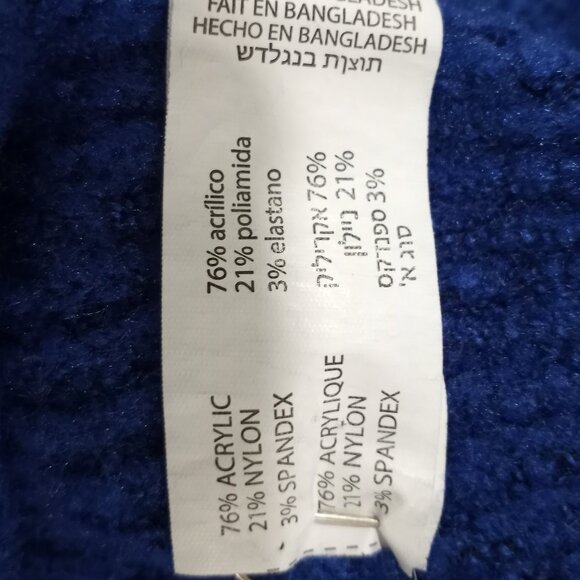 FAIT EN BANGLADESH
HECHO EN BANGLADESH
תוצרת בנגלדש
76% acrílico
21% poliamida
3% elastano
76% אקריליק
21% ניילון
3% ספנדקס
סוג א'
76% ACRYLIC
21% NYLON
3% SPANDEX
76% ACRYLIQUE
21% NYLON
3% SPANDEX